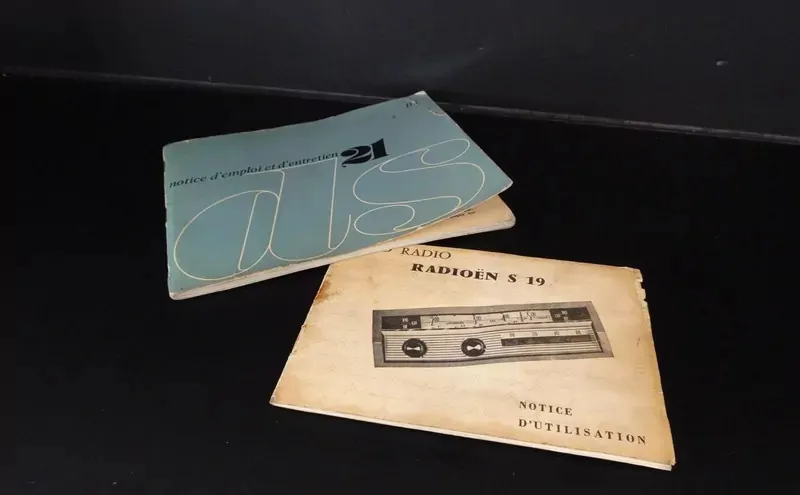 notice d'emploi et d'entretien
21
ds
RADIO
RADIOËN S 19
NOTICE
D'UTILISATION